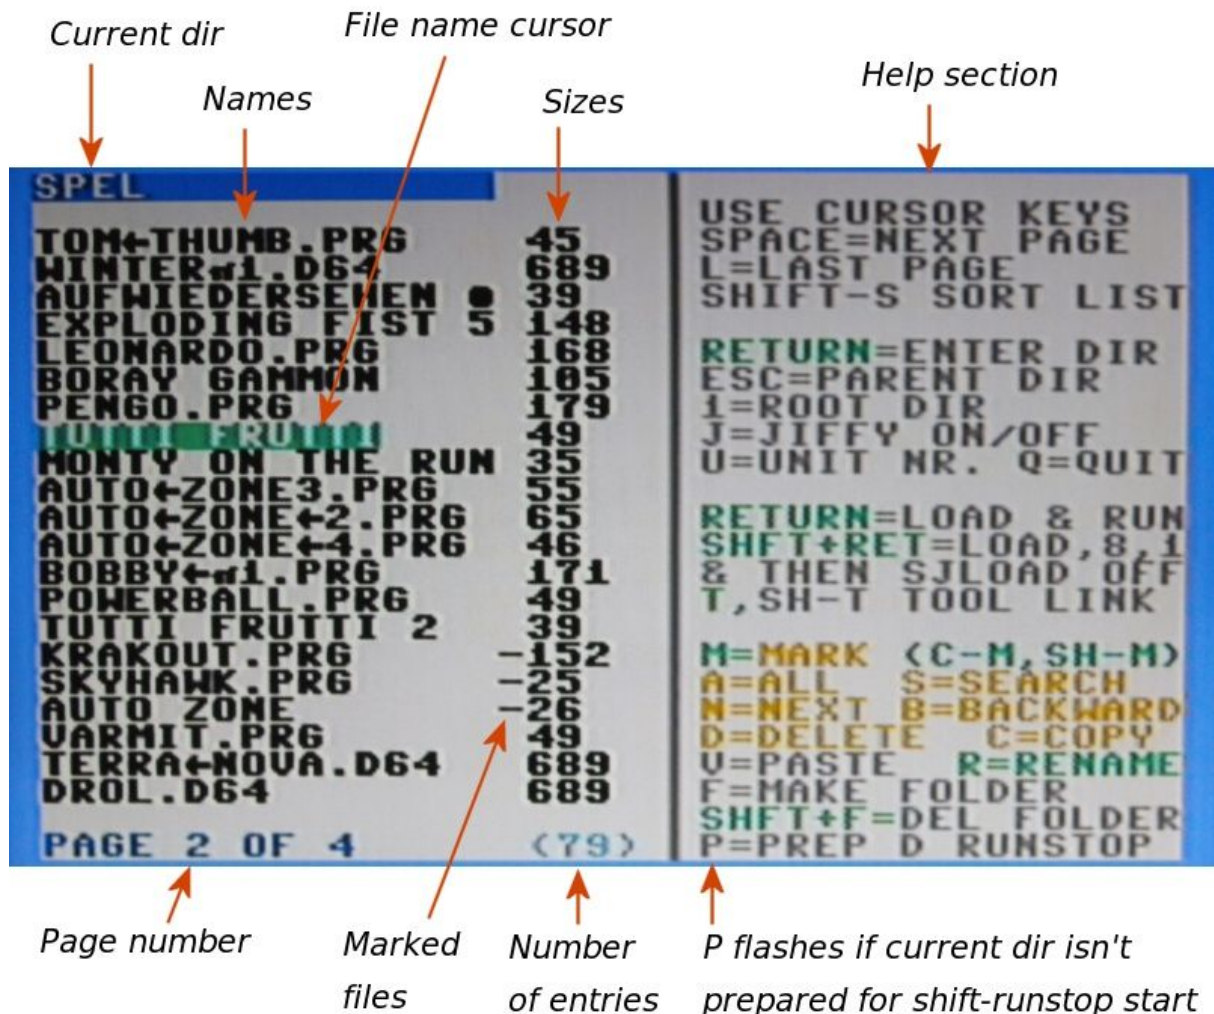 Current dir
File name cursor
Names
Sizes
Help section
SPEL
TOM←THUMB.PRG 45
WINTER 1.D64 689
AUFWIEDERSEHEN ● 39
EXPLODING FIST 5 148
LEONARDO.PRG 168
BORAY GAMMON 105
PENGO.PRG 179
TUTTI FRUTTI 49
MONTY ON THE RUN 35
AUTO←ZONE3.PRG 55
AUTO←ZONE←2.PRG 65
AUTO←ZONE←4.PRG 46
BOBBY← 1.PRG 171
POWERBALL.PRG 49
TUTTI FRUTTI 2 39
KRAKOUT.PRG -152
SKYHAWK.PRG -25
AUTO ZONE -26
VARMIT.PRG 49
TERRA←NOVA.D64 689
DROL.D64 689
PAGE 2 OF 4 (79)
USE CURSOR KEYS
SPACE=NEXT PAGE
L=LAST PAGE
SHIFT-S SORT LIST
RETURN=ENTER DIR
ESC=PARENT DIR
1=ROOT DIR
J=JIFFY ON/OFF
U=UNIT NR. Q=QUIT
RETURN=LOAD & RUN
SHFT+RET=LOAD,8,1
& THEN SJLOAD OFF
T,SH-T TOOL LINK
M=MARK (C-M,SH-M)
A=ALL S=SEARCH
N=NEXT B=BACKWARD
D=DELETE C=COPY
V=PASTE R=RENAME
F=MAKE FOLDER
SHFT+F=DEL FOLDER
P=PREP D RUNSTOP
Page number
Marked
files
Number
of entries
P flashes if current dir isn't
prepared for shift-runstop start